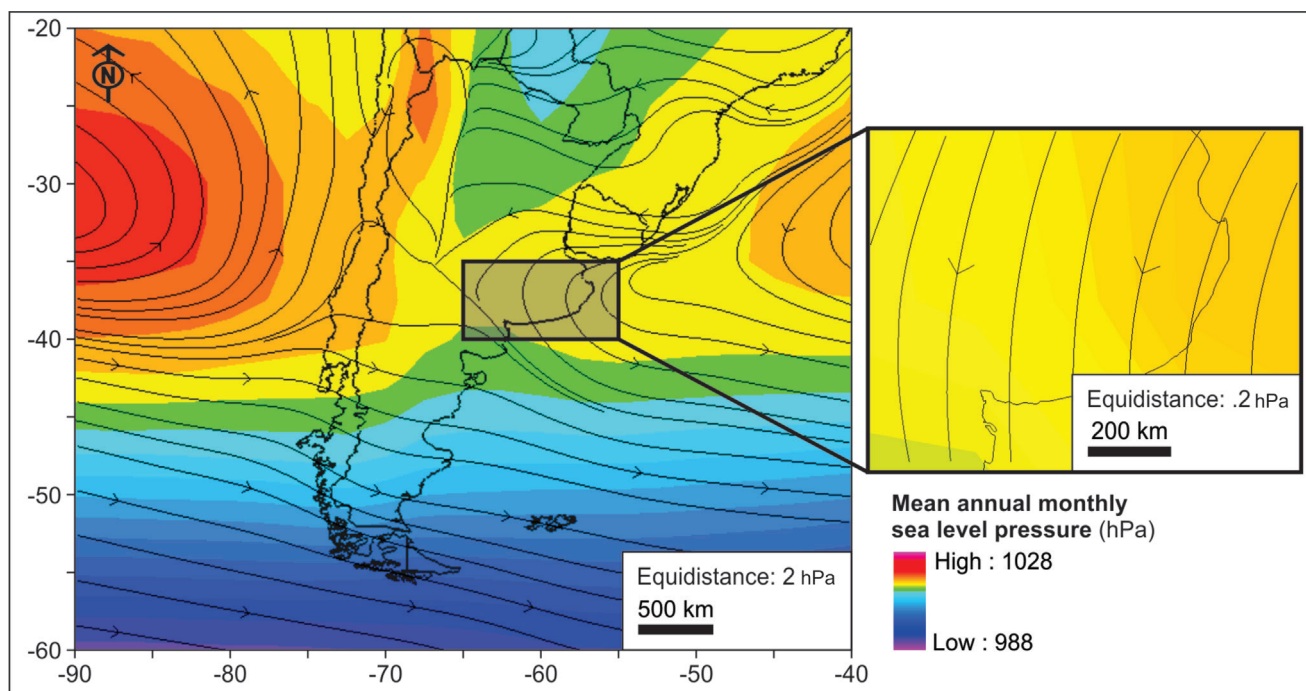 -20
N
-30
-40
-50
-60
-90
-80
-70
-60
-50
-40
Equidistance: 2 hPa
500 km
Equidistance: .2 hPa
200 km
Mean annual monthly
sea level pressure (hPa)
High : 1028
Low : 988